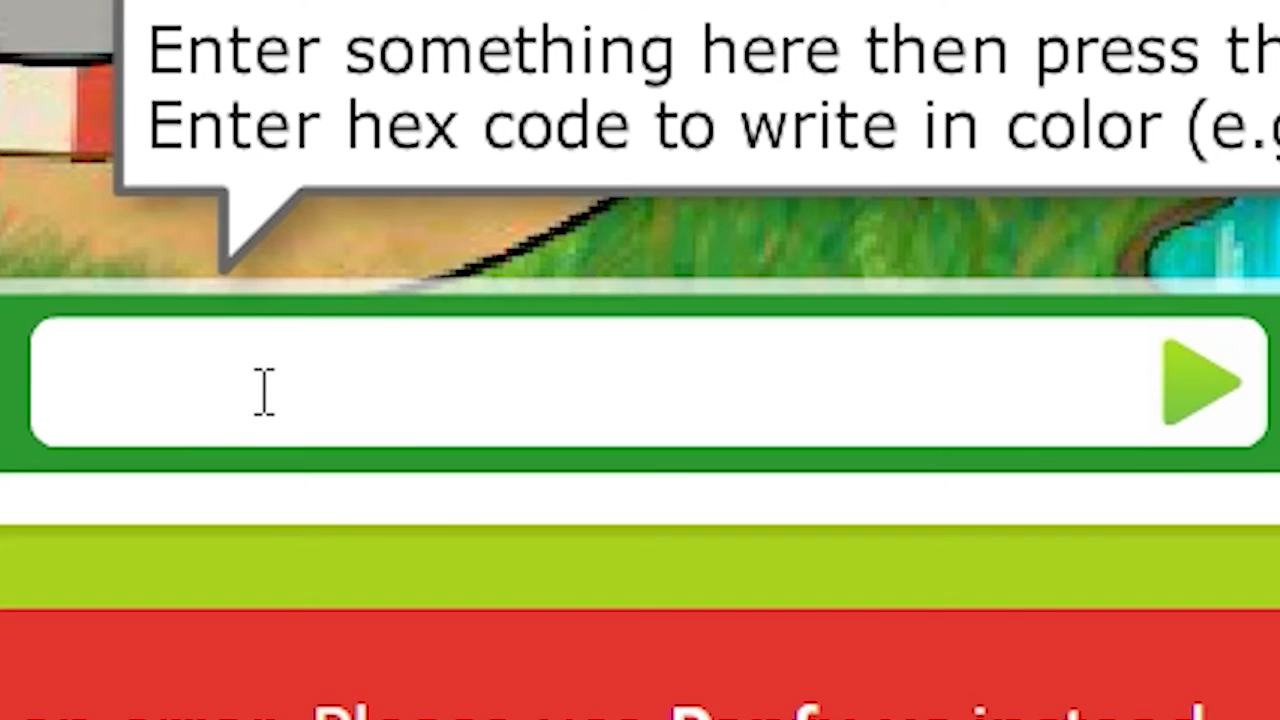 Enter something here then press th
Enter hex code to write in color (e.g